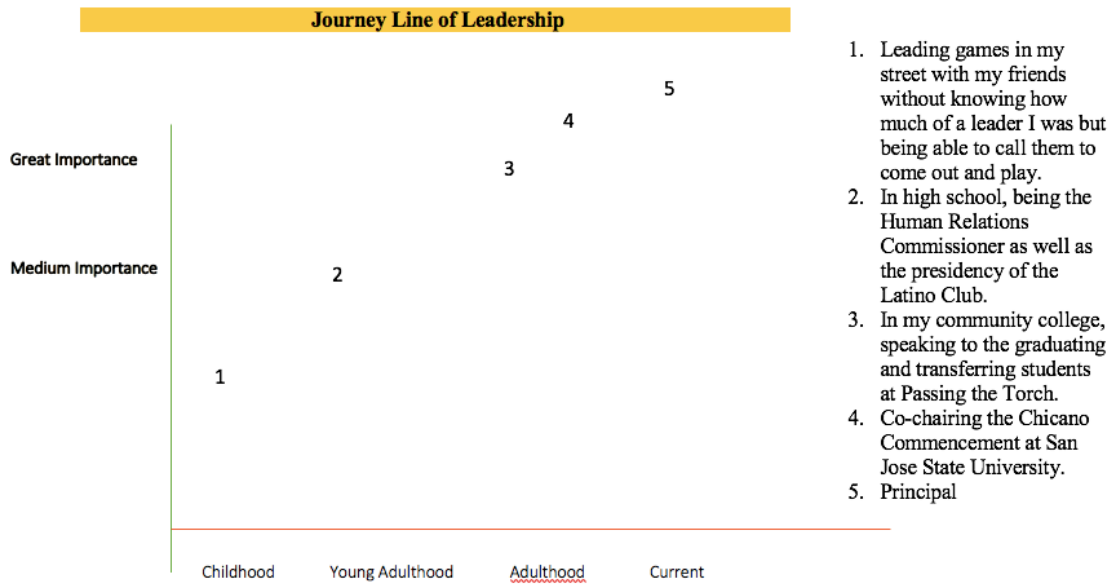 Journey Line of Leadership
5
4
Great Importance
3
Medium Importance
2
1
Childhood
Young Adulthood
Adulthood
Current
1. Leading games in my
street with my friends
without knowing how
much of a leader I was but
being able to call them to
come out and play.
2. In high school, being the
Human Relations
Commissioner as well as
the presidency of the
Latino Club.
3. In my community college,
speaking to the graduating
and transferring students
at Passing the Torch.
4. Co-chairing the Chicano
Commencement at San
Jose State University.
5. Principal